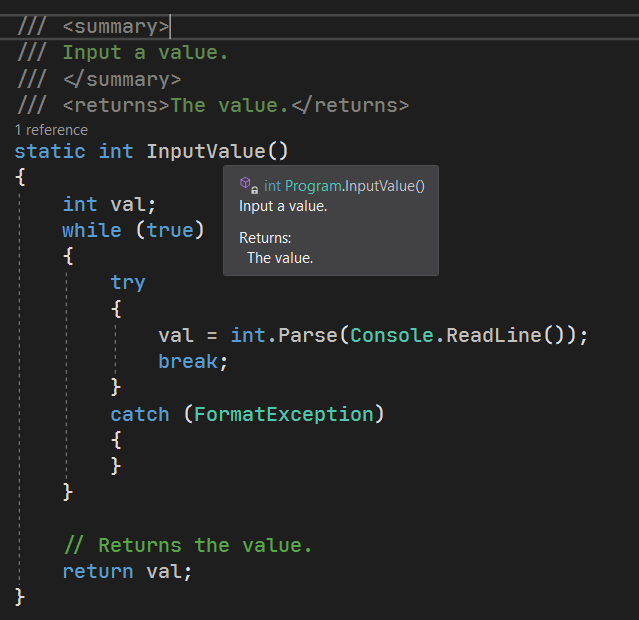 /// <summary>
/// Input a value.
/// </summary>
/// <returns>The value.</returns>
1 reference
static int InputValue()
{
int Program.InputValue()
Input a value.
Returns:
The value.
int val;
while (true)
{
try
{
val = int.Parse(Console.ReadLine());
break;
}
catch (FormatException)
{
}
}
// Returns the value.
return val;
}